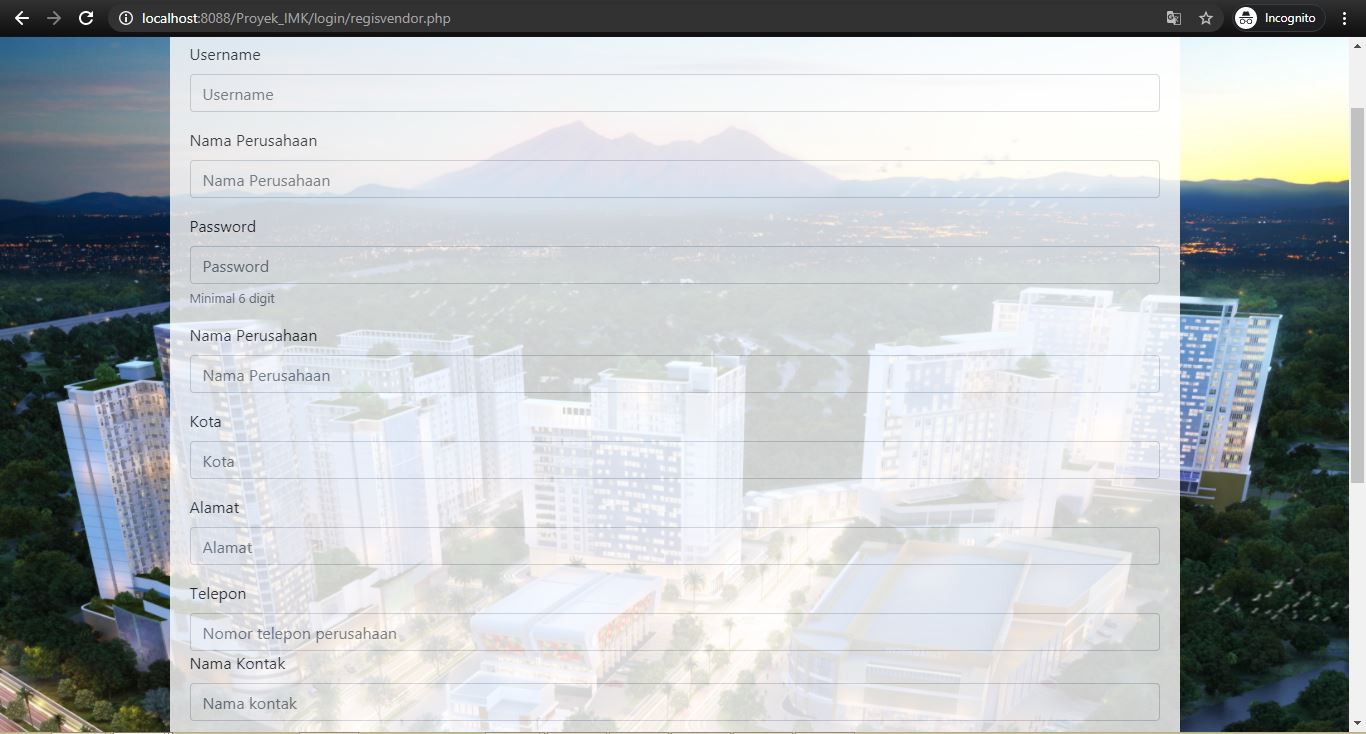 localhost:8088/Proyek_IMK/login/regisvendor.php
Incognito
Username
Username
Nama Perusahaan
Nama Perusahaan
Password
Password
Minimal 6 digit
Nama Perusahaan
Nama Perusahaan
Kota
Kota
Alamat
Alamat
Telepon
Nomor telepon perusahaan
Nama Kontak
Nama kontak